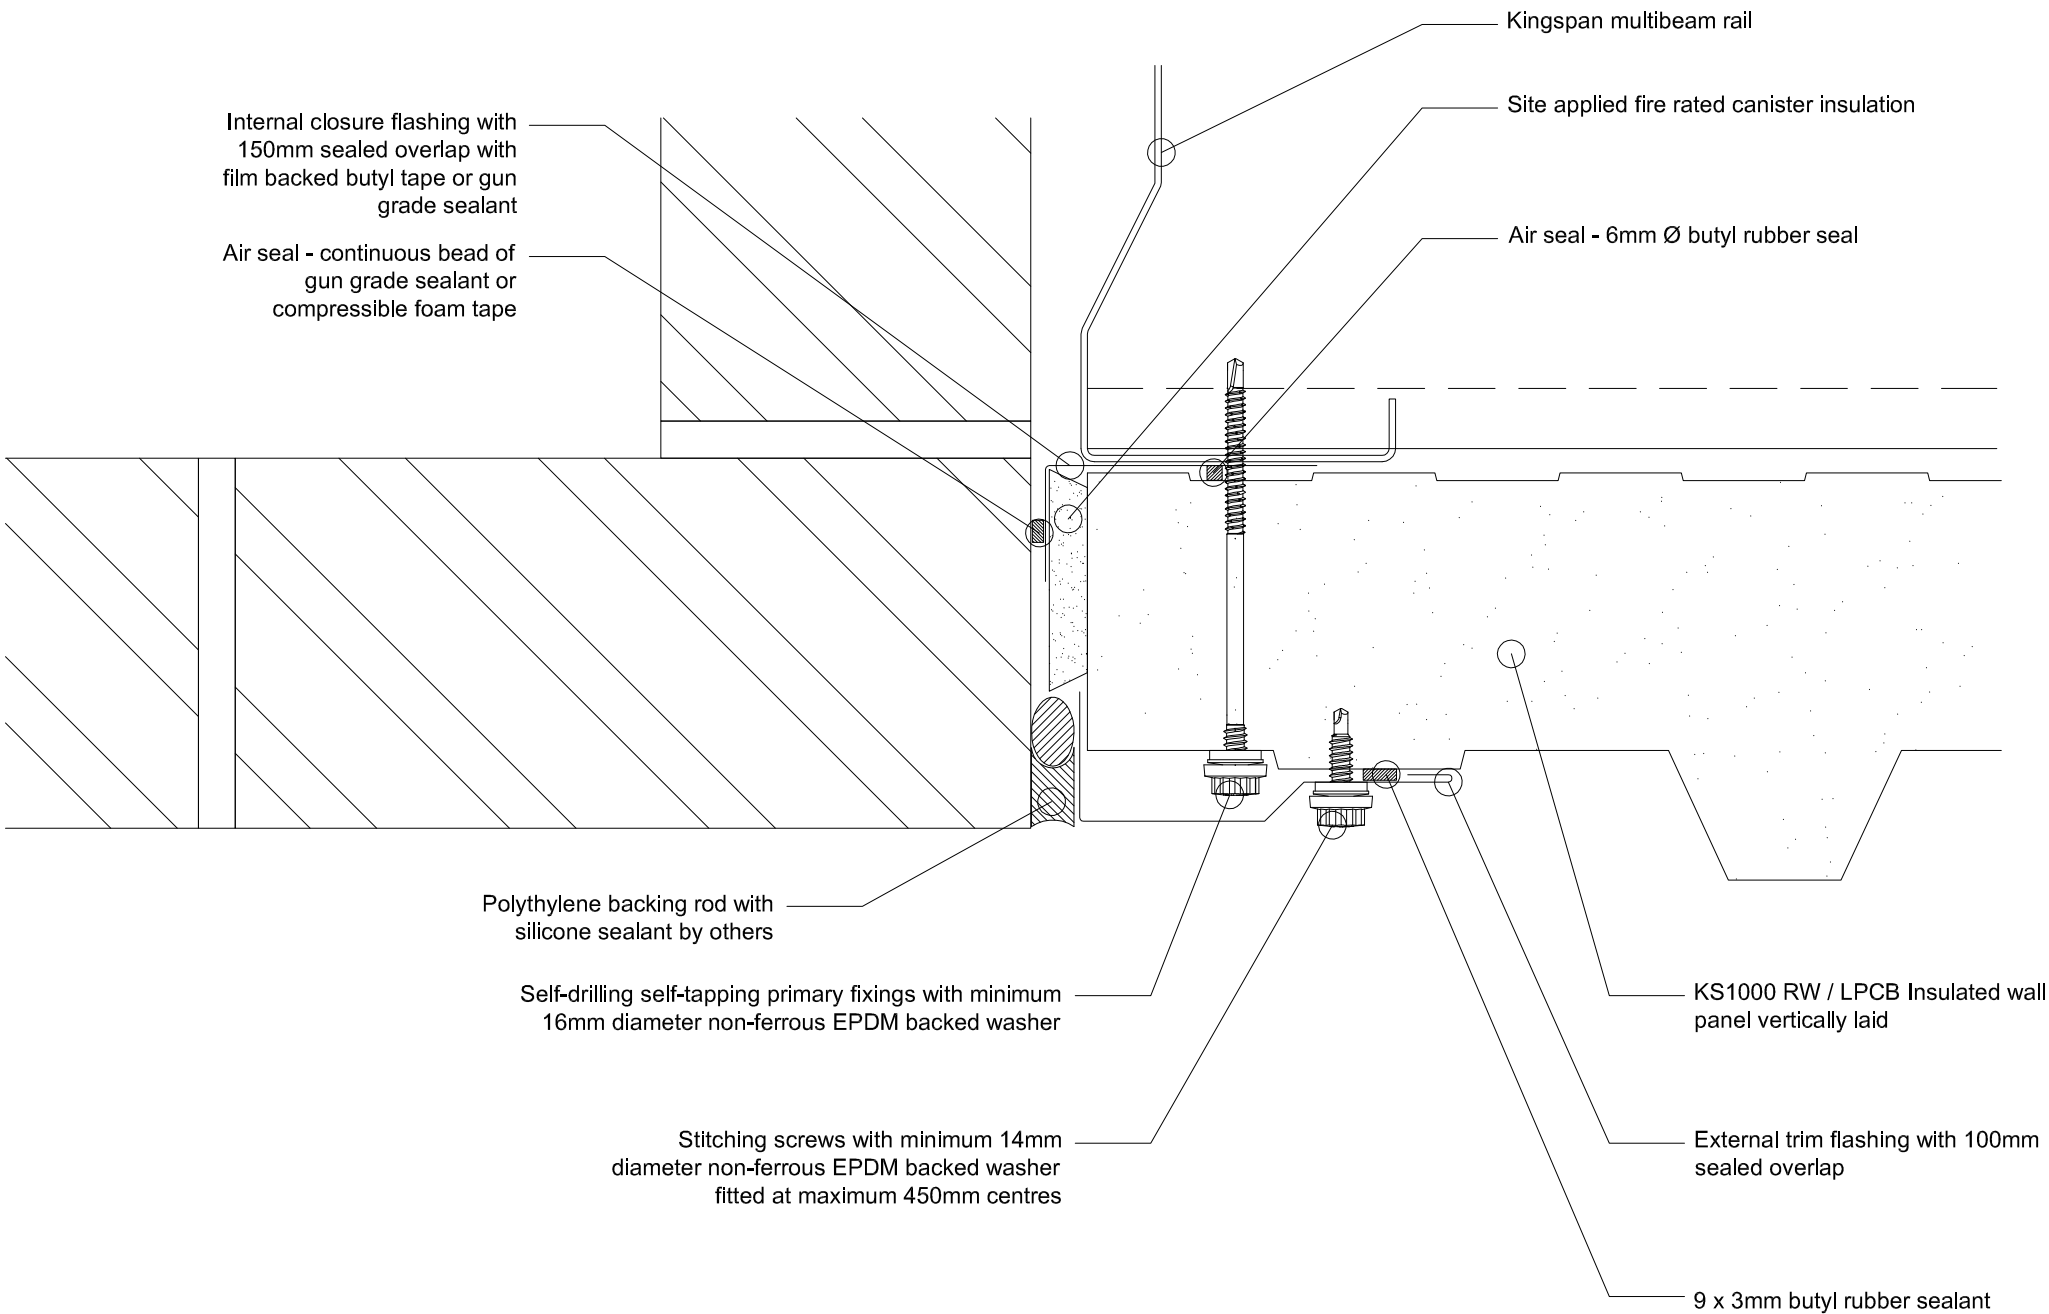 Kingspan multibeam rail
Site applied fire rated canister insulation
Internal closure flashing with
150mm sealed overlap with
film backed butyl tape or gun
grade sealant
Air seal - 6mm Ø butyl rubber seal
Air seal - continuous bead of
gun grade sealant or
compressible foam tape
Polythylene backing rod with
silicone sealant by others
Self-drilling self-tapping primary fixings with minimum
16mm diameter non-ferrous EPDM backed washer
KS1000 RW / LPCB Insulated wall
panel vertically laid
Stitching screws with minimum 14mm
diameter non-ferrous EPDM backed washer
fitted at maximum 450mm centres
External trim flashing with 100mm
sealed overlap
9 x 3mm butyl rubber sealant